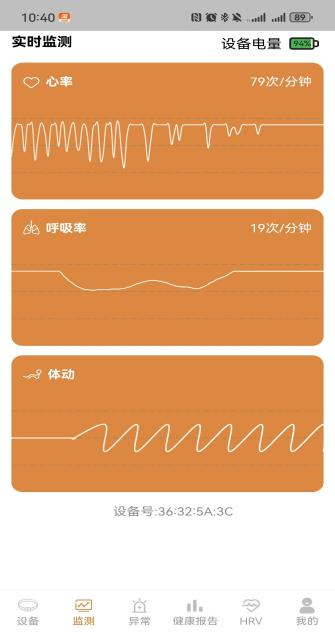 10:40 89
实时监测 设备电量 94%
心率 79次/分钟
呼吸率 19次/分钟
体动
设备号:36:32:5A:3C
设备 监测 异常 健康报告 HRV 我的